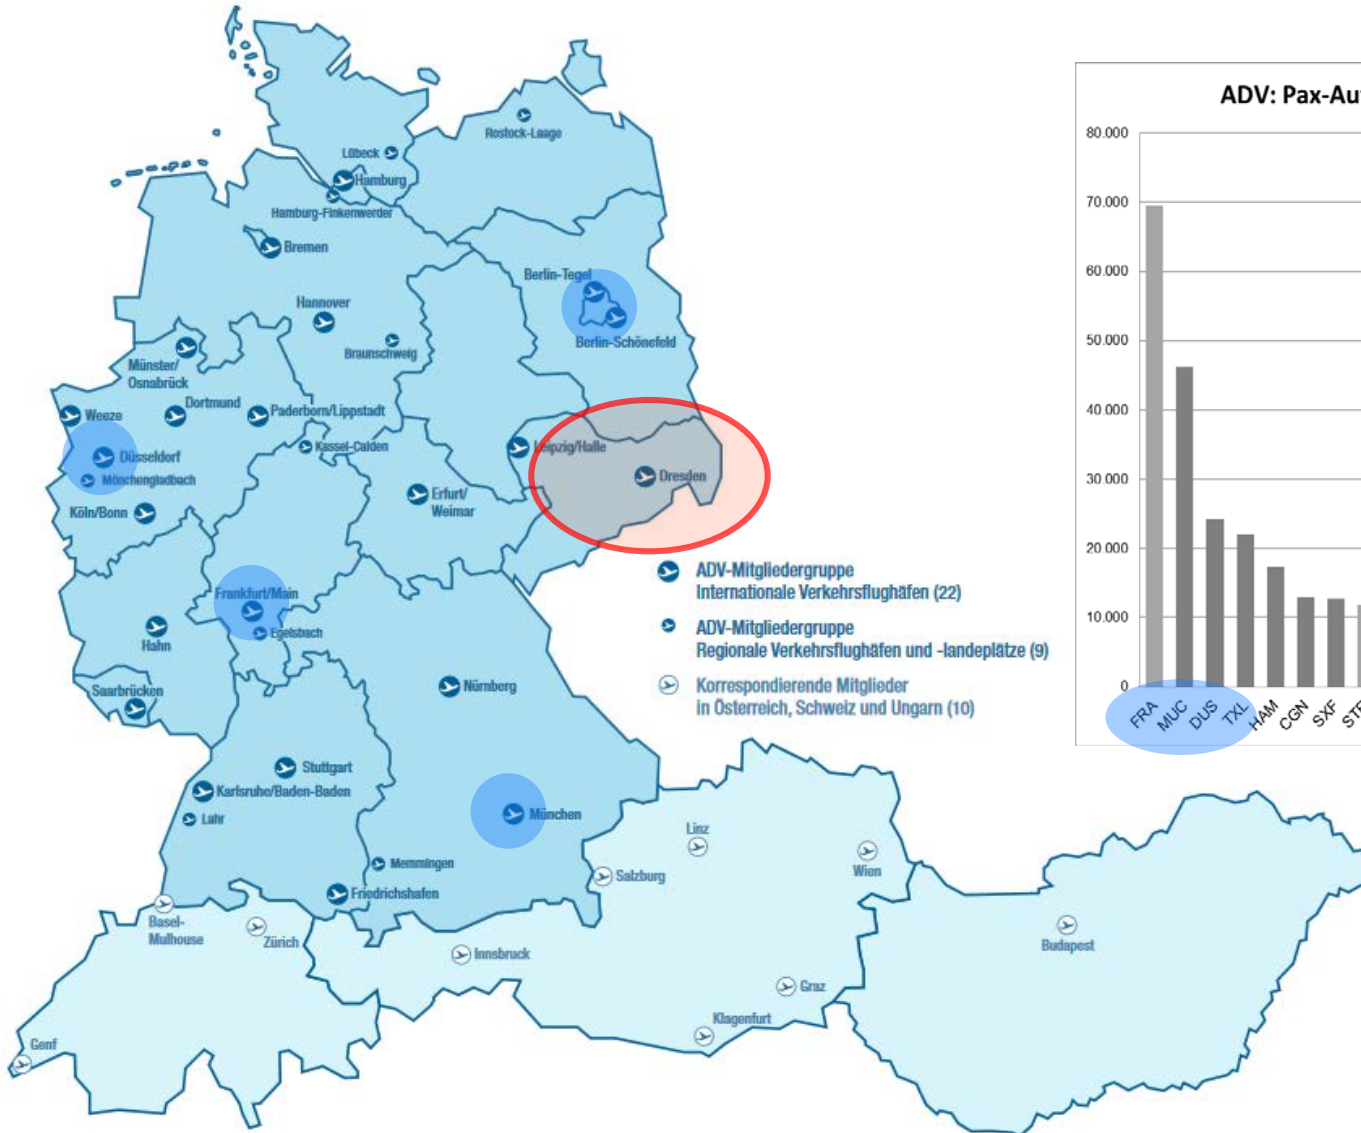 Rostock-Laage
Lübeck
Hamburg
Hamburg-Finkenwerder
Bremen
Berlin-Tegel
Hannover
Berlin-Schönefeld
Braunschweig
Münster/
Osnabrück
Dortmund
Paderborn/Lippstadt
Weeze
Kassel-Calden
Leipzig/Halle
Düsseldorf
Mönchengladbach
Dresden
Köln/Bonn
Erfurt/
Weimar
Frankfurt/Main
Egelsbach
Hahn
Saarbrücken
Nürnberg
Stuttgart
Karlsruhe/Baden-Baden
Lahr
München
Memmingen
Friedrichshafen
Linz
Salzburg
Wien
Basel-
Mulhouse
Zürich
Innsbruck
Budapest
Graz
Klagenfurt
Genf
ADV-Mitgliedergruppe
Internationale Verkehrsflughäfen (22)
ADV-Mitgliedergruppe
Regionale Verkehrsflughäfen und -landeplätze (9)
Korrespondierende Mitglieder
in Österreich, Schweiz und Ungarn (10)
ADV: Pax-Au
80.000
70.000
60.000
50.000
40.000
30.000
20.000
10.000
0
FRA
MUC
DUS
TXL
HAM
CGN
SXF
STR